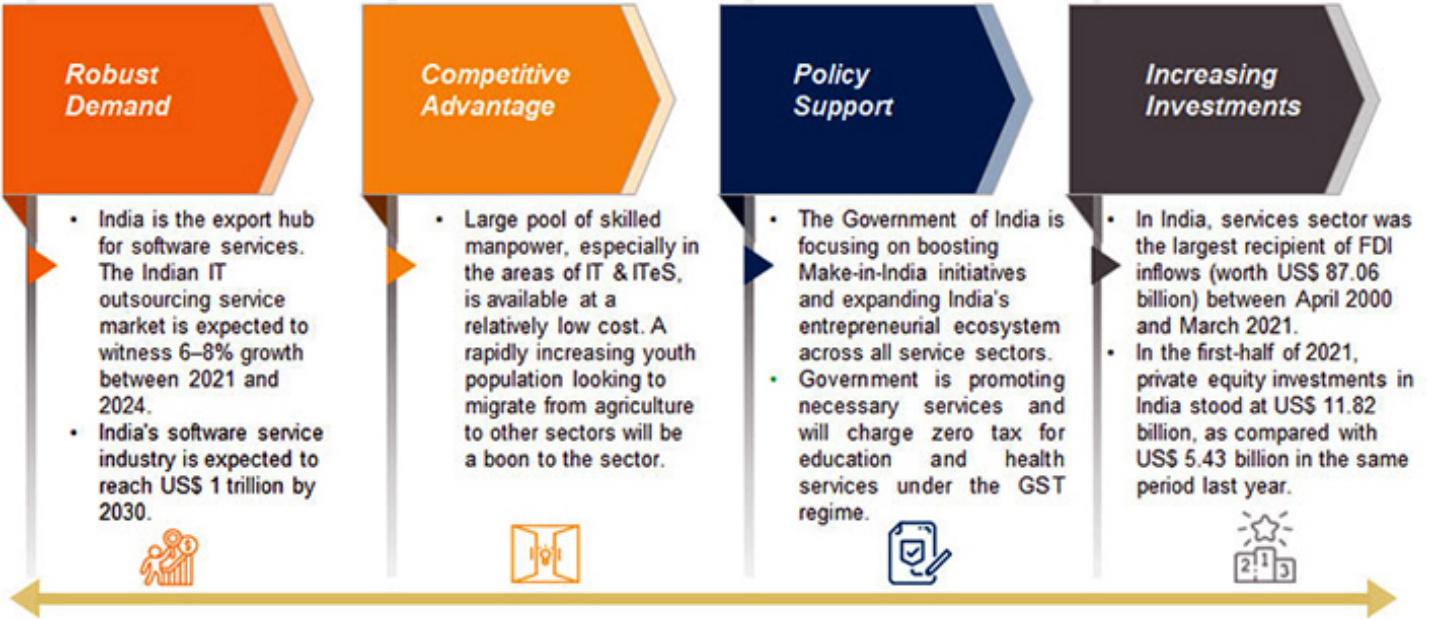 Robust
Demand
• India is the export hub
for software services.
The Indian IT
outsourcing service
market is expected to
witness 6–8% growth
between 2021 and
2024.
• India's software service
industry is expected to
reach US$ 1 trillion by
2030.
Competitive
Advantage
• Large pool of skilled
manpower, especially in
the areas of IT & ITeS,
is available at a
relatively low cost. A
rapidly increasing youth
population looking to
migrate from agriculture
to other sectors will be
a boon to the sector.
Policy
Support
• The Government of India is
focusing on boosting
Make-in-India initiatives
and expanding India's
entrepreneurial ecosystem
across all service sectors.
• Government is promoting
necessary services and
will charge zero tax for
education and health
services under the GST
regime.
Increasing
Investments
• In India, services sector was
the largest recipient of FDI
inflows (worth US$ 87.06
billion) between April 2000
and March 2021.
• In the first-half of 2021,
private equity investments in
India stood at US$ 11.82
billion, as compared with
US$ 5.43 billion in the same
period last year.
$
2 1 3